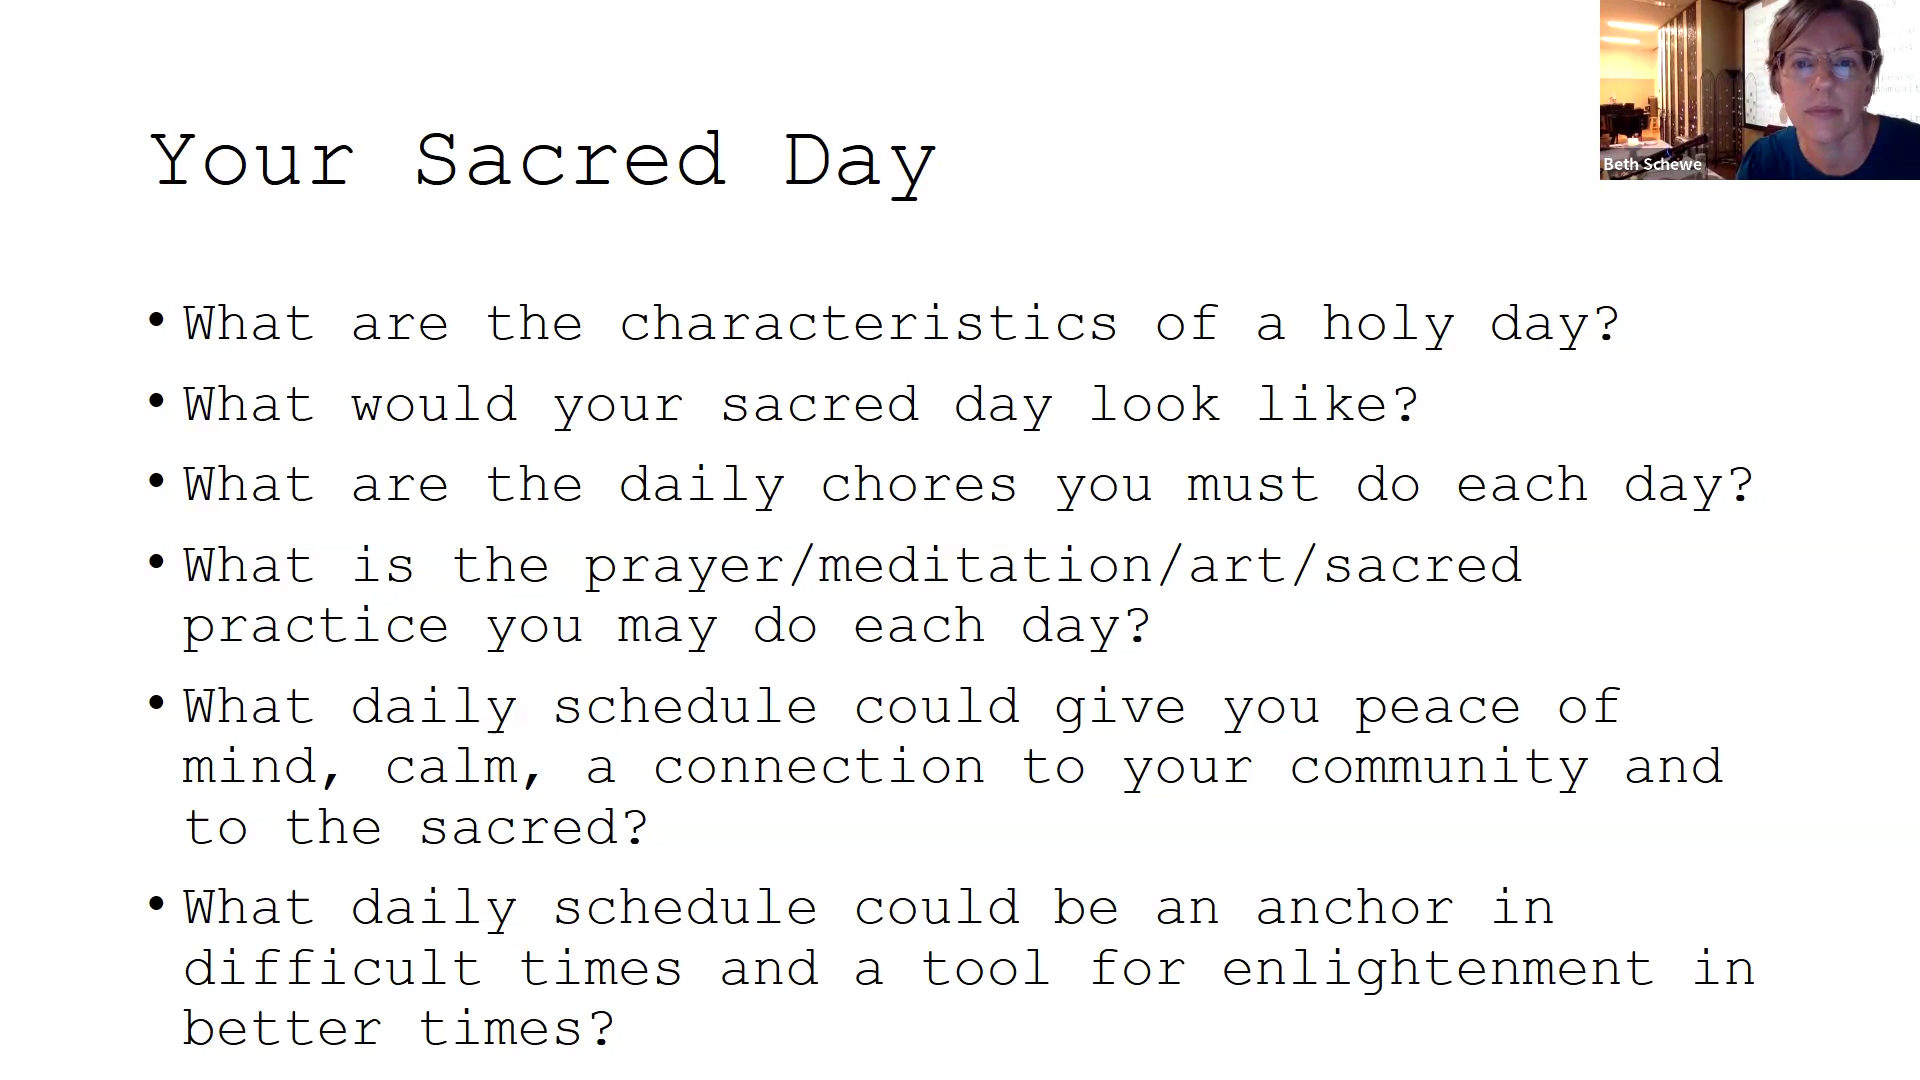 Your Sacred Day
Beth Schewe
• What are the characteristics of a holy day?
• What would your sacred day look like?
• What are the daily chores you must do each day?
• What is the prayer/meditation/art/sacred
practice you may do each day?
• What daily schedule could give you peace of
mind, calm, a connection to your community and
to the sacred?
• What daily schedule could be an anchor in
difficult times and a tool for enlightenment in
better times?